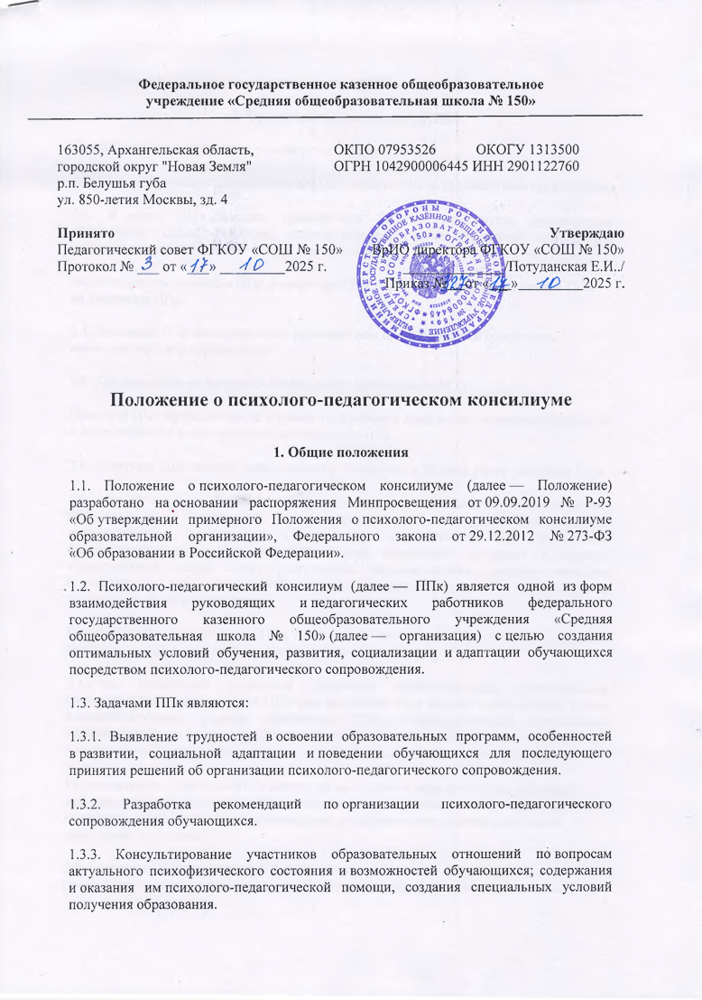 Федеральное государственное казенное общеобразовательное
учреждение «Средняя общеобразовательная школа № 150»
163055, Архангельская область,
городской округ "Новая Земля"
р.п. Белушья губа
ул. 850-летия Москвы, зд. 4
ОКПО 07953526 ОКОГУ 1313500
ОГРН 1042900006445 ИНН 2901122760
Принято
Педагогический совет ФГКОУ «СОШ № 150»
Протокол № 3 от «17» 10 2025 г.
Утверждаю
ВрИО директора ФГКОУ «СОШ № 150»
/Потуданская Е.И../
Приказ № 327 от «17» 10 2025 г.
Положение о психолого-педагогическом консилиуме
1. Общие положения
1.1. Положение о психолого-педагогическом консилиуме (далее — Положение)
разработано на основании распоряжения Минпросвещения от 09.09.2019 № Р-93
«Об утверждении примерного Положения о психолого-педагогическом консилиуме
образовательной организации», Федерального закона от 29.12.2012 № 273-ФЗ
«Об образовании в Российской Федерации».
1.2. Психолого-педагогический консилиум (далее — ППк) является одной из форм
взаимодействия руководящих и педагогических работников федерального
государственного казенного общеобразовательного учреждения «Средняя
общеобразовательная школа № 150» (далее — организация) с целью создания
оптимальных условий обучения, развития, социализации и адаптации обучающихся
посредством психолого-педагогического сопровождения.
1.3. Задачами ППк являются:
1.3.1. Выявление трудностей в освоении образовательных программ, особенностей
в развитии, социальной адаптации и поведении обучающихся для последующего
принятия решений об организации психолого-педагогического сопровождения.
1.3.2. Разработка рекомендаций по организации психолого-педагогического
сопровождения обучающихся.
1.3.3. Консультирование участников образовательных отношений по вопросам
актуального психофизического состояния и возможностей обучающихся; содержания
и оказания им психолого-педагогической помощи, создания специальных условий
получения образования.